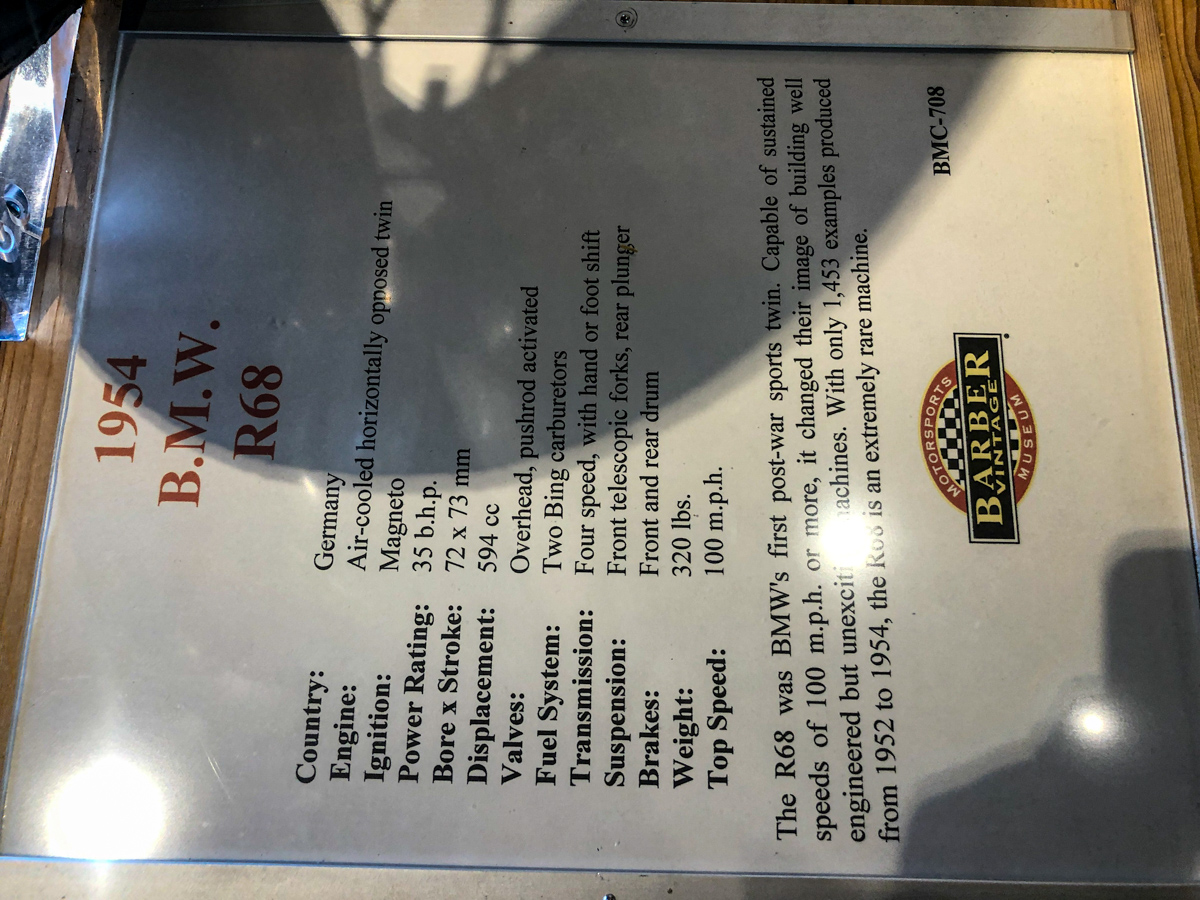 1954
B.M.W.
R68
Country: Germany
Engine: Air-cooled horizontally opposed twin
Ignition: Magneto
Power Rating: 35 b.h.p.
Bore x Stroke: 72 x 73 mm
Displacement: 594 cc
Valves: Overhead, pushrod activated
Fuel System: Two Bing carburetors
Transmission: Four speed, with hand or foot shift
Suspension: Front telescopic forks, rear plunger
Brakes: Front and rear drum
Weight: 320 lbs.
Top Speed: 100 m.p.h.
The R68 was BMW's first post-war sports twin. Capable of sustained
speeds of 100 m.p.h. or more, it changed their image of building well
engineered but unexciting machines. With only 1,453 examples produced
from 1952 to 1954, the R68 is an extremely rare machine.
MOTORSPORTS
BARBER
VINTAGE
MUSEUM
BMC-708